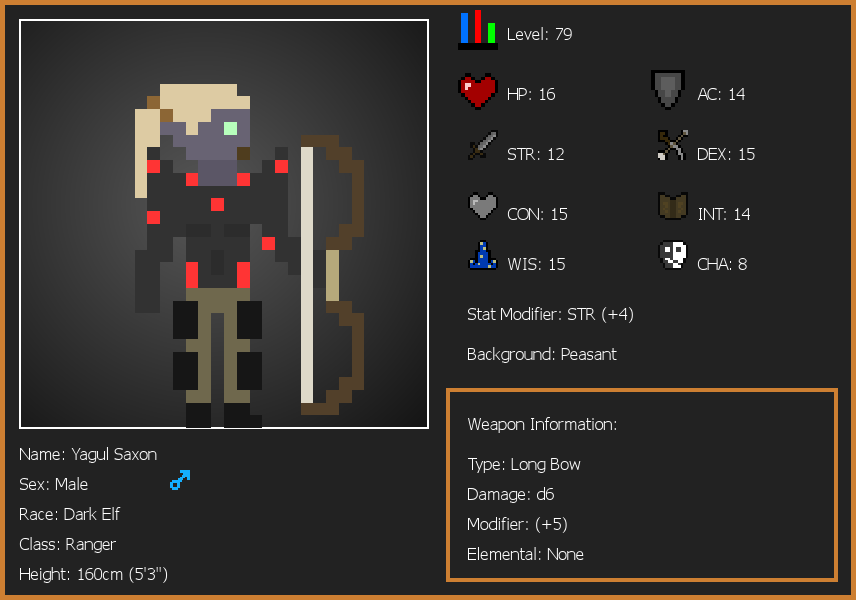 Level: 79
HP: 16
AC: 14
STR: 12
DEX: 15
CON: 15
INT: 14
WIS: 15
CHA: 8
Stat Modifier: STR (+4)
Background: Peasant
Weapon Information:
Type: Long Bow
Damage: d6
Modifier: (+5)
Elemental: None
Name: Yagul Saxon
Sex: Male
Race: Dark Elf
Class: Ranger
Height: 160cm (5'3")